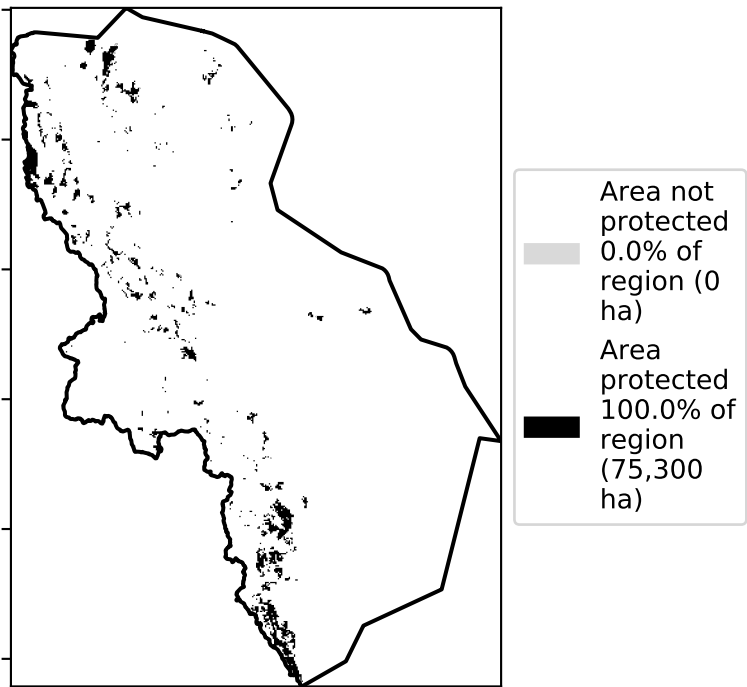 Area not
protected
0.0% of
region (0
ha)
Area
protected
100.0% of
region
(75,300
ha)